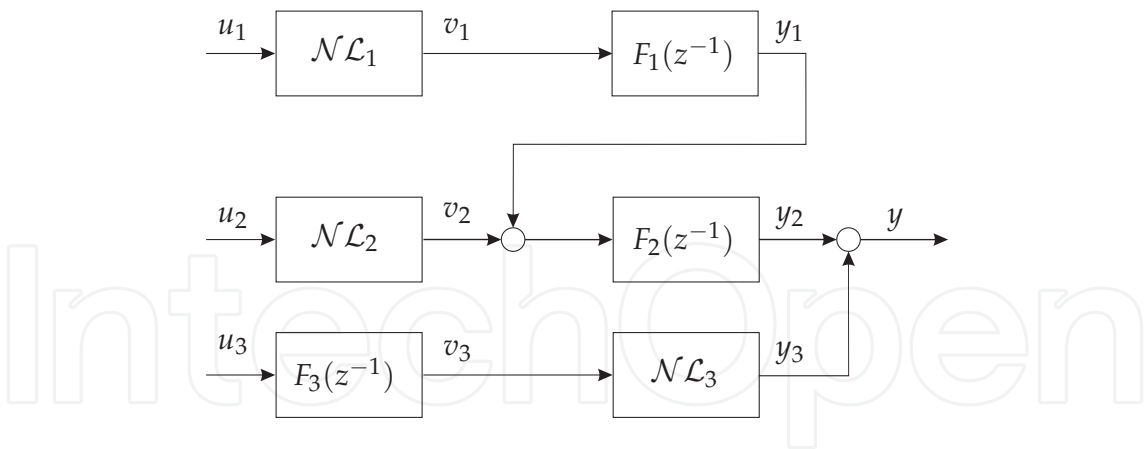 u₁ 𝒩ℒ₁ v₁ F₁(z⁻¹) y₁
u₂ 𝒩ℒ₂ v₂ F₂(z⁻¹) y₂ y
u₃ F₃(z⁻¹) v₃ 𝒩ℒ₃ y₃
IntechOpen